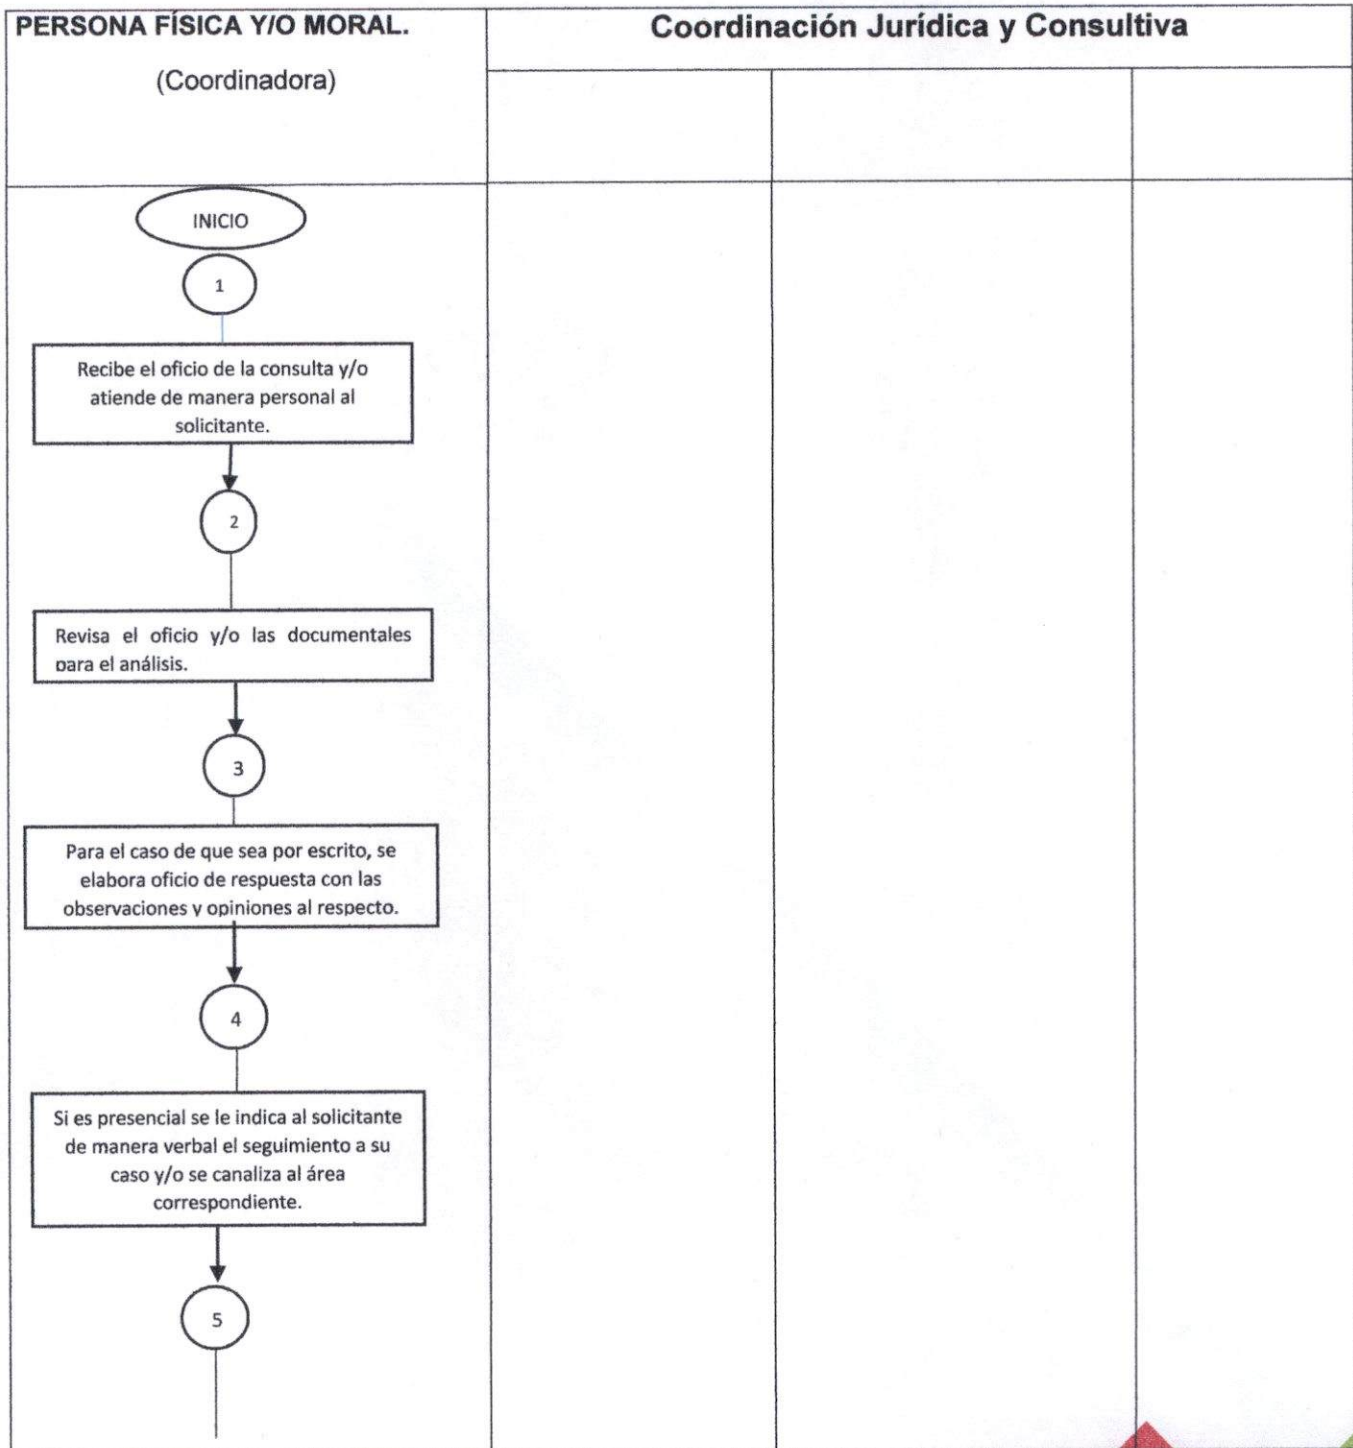 PERSONA FÍSICA Y/O MORAL.
(Coordinadora)
Coordinación Jurídica y Consultiva
INICIO
1
Recibe el oficio de la consulta y/o
atiende de manera personal al
solicitante.
2
Revisa el oficio y/o las documentales
para el análisis.
3
Para el caso de que sea por escrito, se
elabora oficio de respuesta con las
observaciones y opiniones al respecto.
4
Si es presencial se le indica al solicitante
de manera verbal el seguimiento a su
caso y/o se canaliza al área
correspondiente.
5